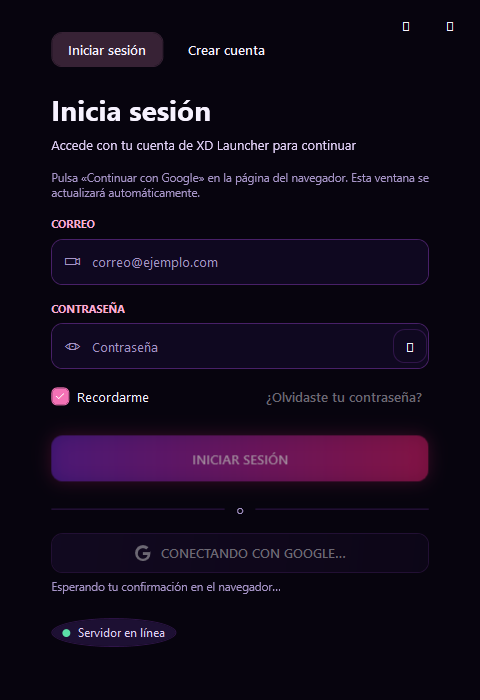 Iniciar sesión
Crear cuenta
Inicia sesión
Accede con tu cuenta de XD Launcher para continuar
Pulsa «Continuar con Google» en la página del navegador. Esta ventana se
actualizará automáticamente.
CORREO
correo@ejemplo.com
CONTRASEÑA
Contraseña
Recordarme
¿Olvidaste tu contraseña?
INICIAR SESIÓN
o
CONECTANDO CON GOOGLE...
Esperando tu confirmación en el navegador...
Servidor en línea